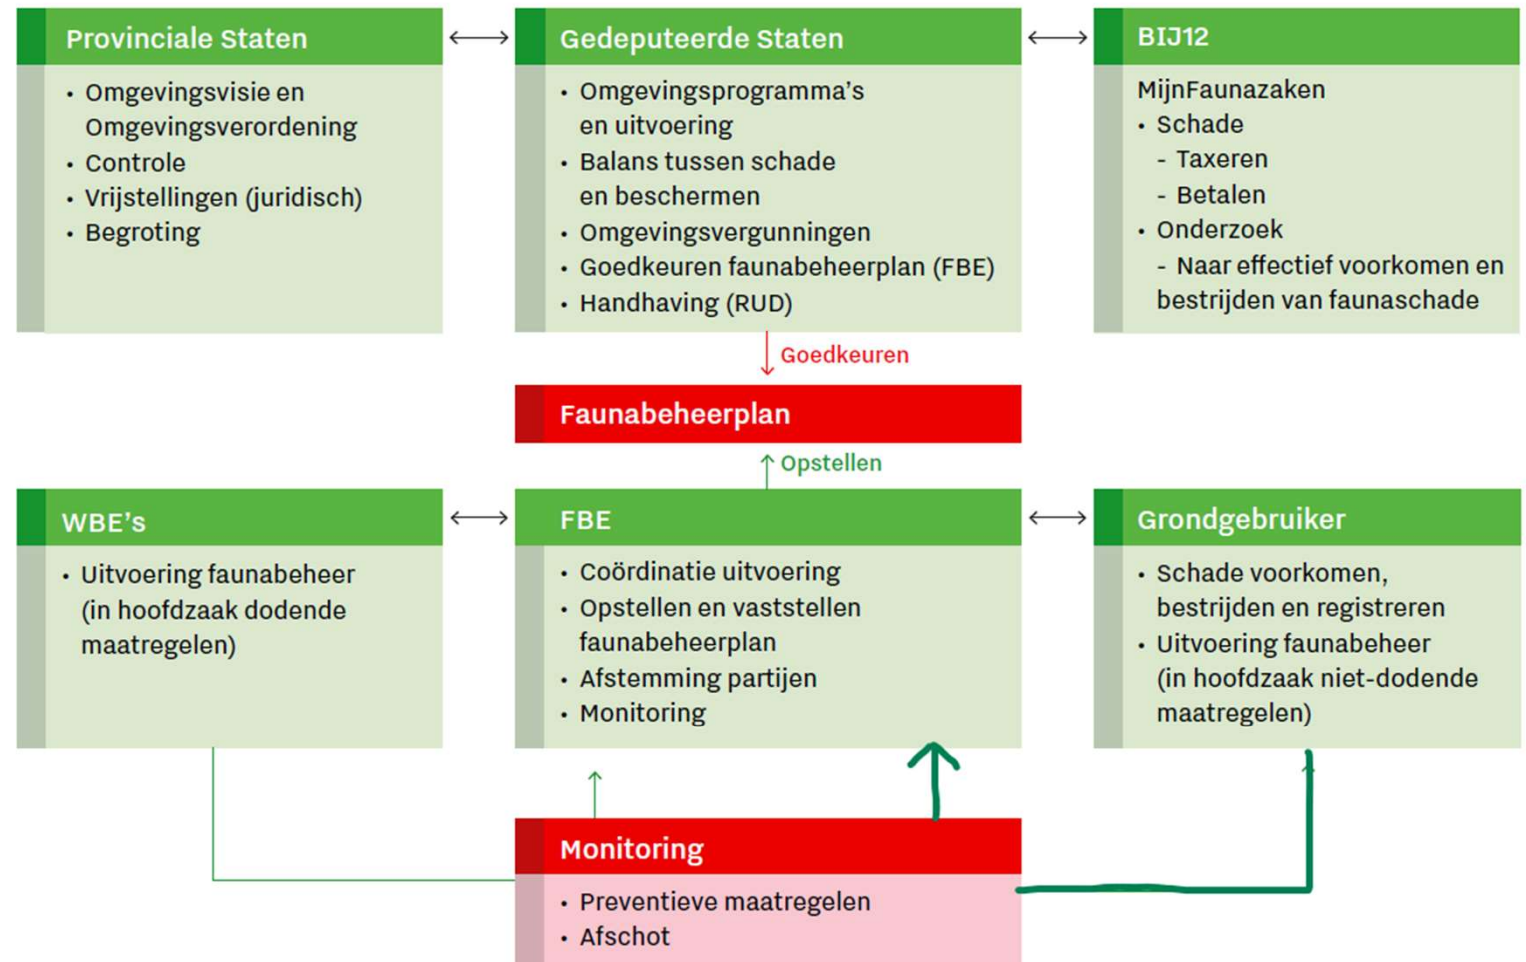 Provinciale Staten
• Omgevingsvisie en
Omgevingsverordening
• Controle
• Vrijstellingen (juridisch)
• Begroting
Gedeputeerde Staten
• Omgevingsprogramma's
en uitvoering
• Balans tussen schade
en beschermen
• Omgevingsvergunningen
• Goedkeuren faunabeheerplan (FBE)
• Handhaving (RUD)
BIJ12
MijnFaunazaken
• Schade
- Taxeren
- Betalen
• Onderzoek
- Naar effectief voorkomen en
bestrijden van faunaschade
Goedkeuren
Faunabeheerplan
Opstellen
WBE's
• Uitvoering faunabeheer
(in hoofdzaak dodende
maatregelen)
FBE
• Coördinatie uitvoering
• Opstellen en vaststellen
faunabeheerplan
• Afstemming partijen
• Monitoring
Grondgebruiker
• Schade voorkomen,
bestrijden en registreren
• Uitvoering faunabeheer
(in hoofdzaak niet-dodende
maatregelen)
Monitoring
• Preventieve maatregelen
• Afschot